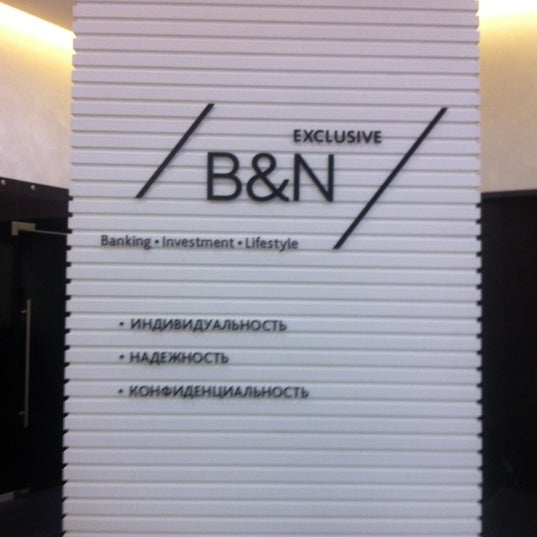 EXCLUSIVE
B&N
Banking • Investment • Lifestyle
• ИНДИВИДУАЛЬНОСТЬ
• НАДЕЖНОСТЬ
• КОНФИДЕНЦИАЛЬНОСТЬ